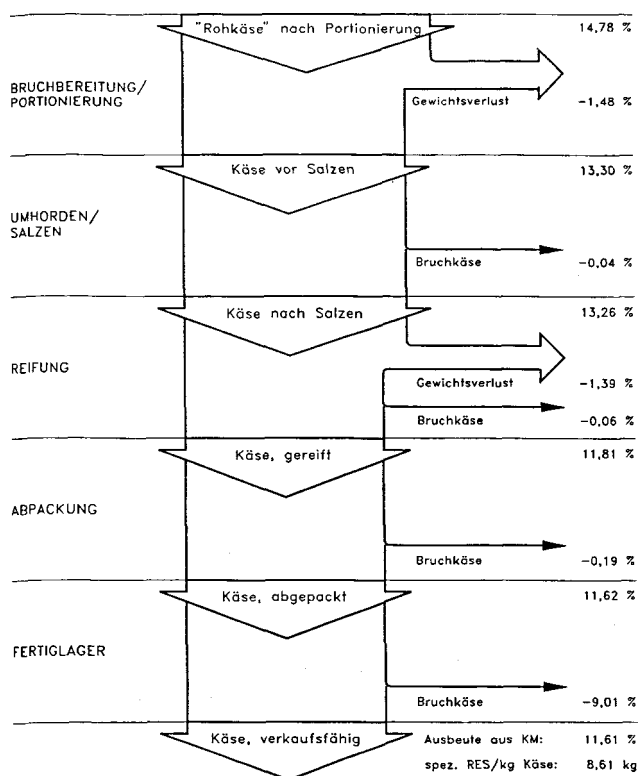 "Rohkäse" nach Portionierung 14,78 %
BRUCHBEREITUNG/
PORTIONIERUNG
Gewichtsverlust -1,48 %
Käse vor Salzen 13,30 %
UMHORDEN/
SALZEN
Bruchkäse -0,04 %
Käse nach Salzen 13,26 %
REIFUNG
Gewichtsverlust -1,39 %
Bruchkäse -0,06 %
Käse, gereift 11,81 %
ABPACKUNG
Bruchkäse -0,19 %
Käse, abgepackt 11,62 %
FERTIGLAGER
Bruchkäse -9,01 %
Käse, verkaufsfähig Ausbeute aus KM: 11,61 %
spez. RES/kg Käse: 8,61 kg